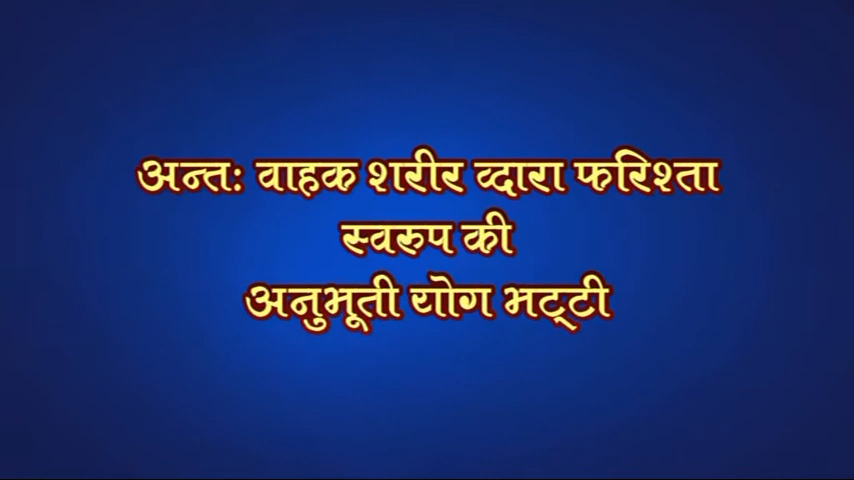 अन्तः वाहक शरीर व्दारा फरिश्ता
स्वरुप की
अनुभूती योग भट्टी